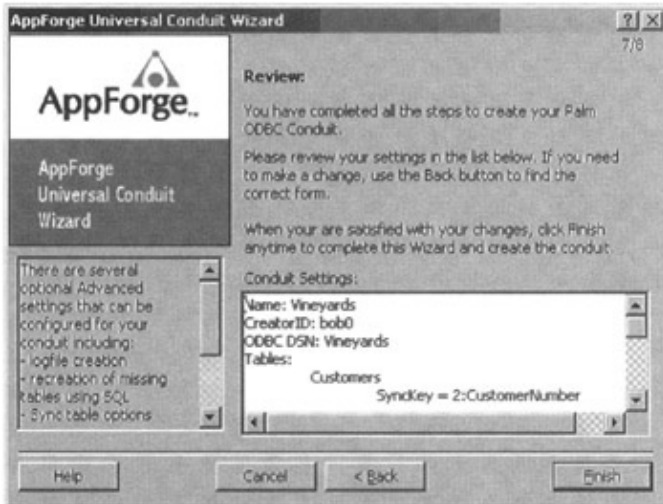 AppForge Universal Conduit Wizard
7/8
AppForge™
AppForge
Universal Conduit
Wizard
There are several
optional Advanced
settings that can be
configured for your
conduit including:
- logfile creation
- recreation of missing
tables using SQL
- Sync table options
Review:
You have completed all the steps to create your Palm
ODBC Conduit.
Please review your settings in the list below. If you need
to make a change, use the Back button to find the
correct form.
When your are satisfied with your changes, click Finish
anytime to complete this Wizard and create the conduit.
Conduit Settings:
Name: Vineyards
CreatorID: bob0
ODBC DSN: Vineyards
Tables:
Customers
SyncKey = 2:CustomerNumber
Help
Cancel
< Back
Finish